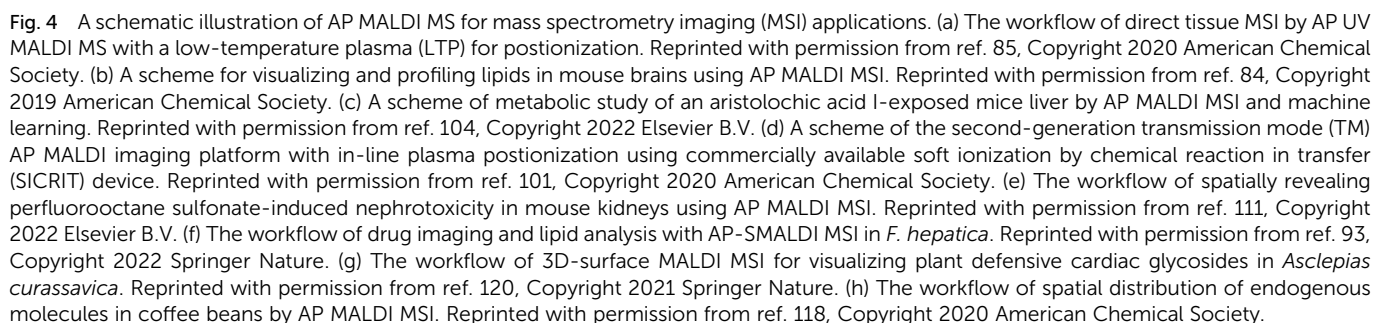 Fig. 4 A schematic illustration of AP MALDI MS for mass spectrometry imaging (MSI) applications. (a) The workflow of direct tissue MSI by AP UV
MALDI MS with a low-temperature plasma (LTP) for postionization. Reprinted with permission from ref. 85, Copyright 2020 American Chemical
Society. (b) A scheme for visualizing and profiling lipids in mouse brains using AP MALDI MSI. Reprinted with permission from ref. 84, Copyright
2019 American Chemical Society. (c) A scheme of metabolic study of an aristolochic acid I-exposed mice liver by AP MALDI MSI and machine
learning. Reprinted with permission from ref. 104, Copyright 2022 Elsevier B.V. (d) A scheme of the second-generation transmission mode (TM)
AP MALDI imaging platform with in-line plasma postionization using commercially available soft ionization by chemical reaction in transfer
(SICRIT) device. Reprinted with permission from ref. 101, Copyright 2020 American Chemical Society. (e) The workflow of spatially revealing
perfluorooctane sulfonate-induced nephrotoxicity in mouse kidneys using AP MALDI MSI. Reprinted with permission from ref. 111, Copyright
2022 Elsevier B.V. (f) The workflow of drug imaging and lipid analysis with AP-SMALDI MSI in F. hepatica. Reprinted with permission from ref. 93,
Copyright 2022 Springer Nature. (g) The workflow of 3D-surface MALDI MSI for visualizing plant defensive cardiac glycosides in Asclepias
curassavica. Reprinted with permission from ref. 120, Copyright 2021 Springer Nature. (h) The workflow of spatial distribution of endogenous
molecules in coffee beans by AP MALDI MSI. Reprinted with permission from ref. 118, Copyright 2020 American Chemical Society.